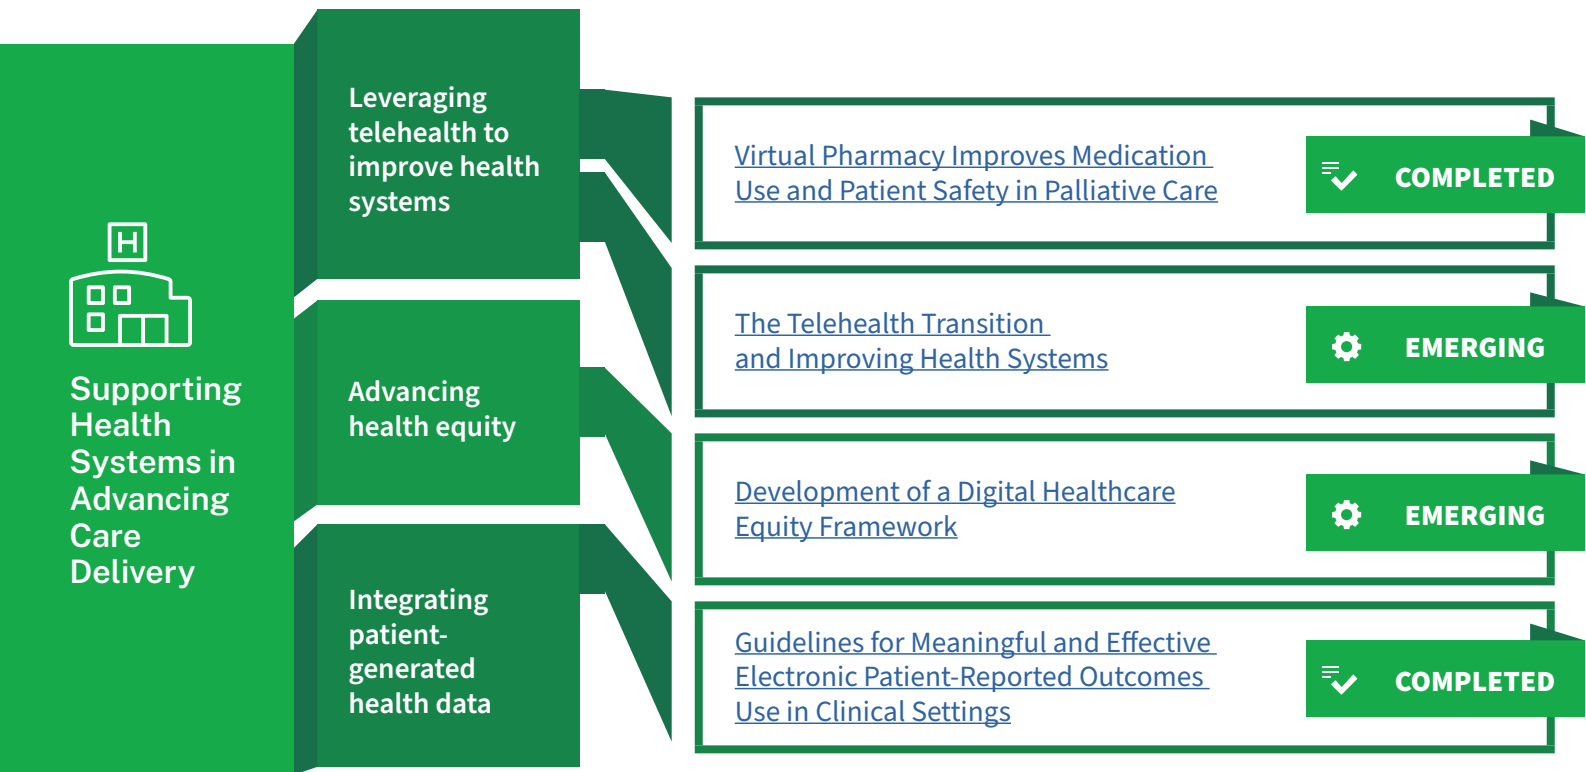 H
Supporting
Health
Systems in
Advancing
Care
Delivery
Leveraging
telehealth to
improve health
systems
Virtual Pharmacy Improves Medication
Use and Patient Safety in Palliative Care
COMPLETED
The Telehealth Transition
and Improving Health Systems
EMERGING
Advancing
health equity
Development of a Digital Healthcare
Equity Framework
EMERGING
Integrating
patient-
generated
health data
Guidelines for Meaningful and Effective
Electronic Patient-Reported Outcomes
Use in Clinical Settings
COMPLETED